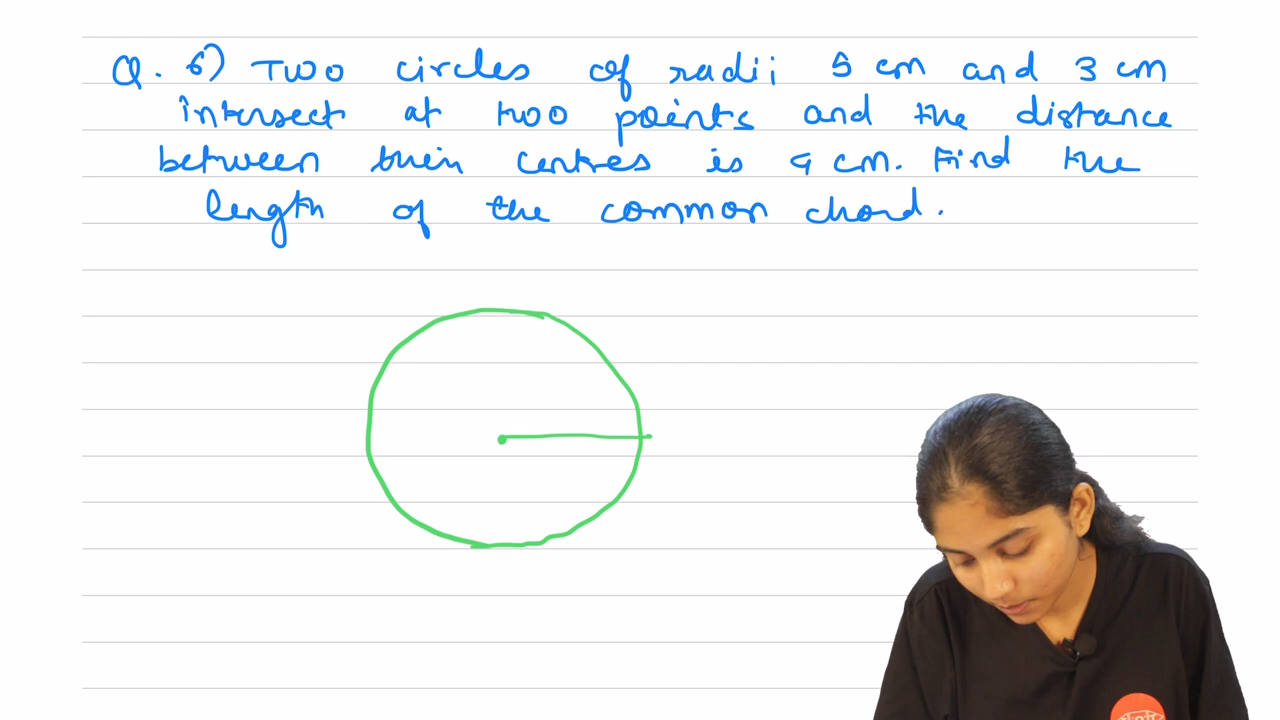 Q. 6) Two circles of radii 5 cm and 3 cm
intersect at two points and the distance
between their centres is 4 cm. Find the
length of the common chord.